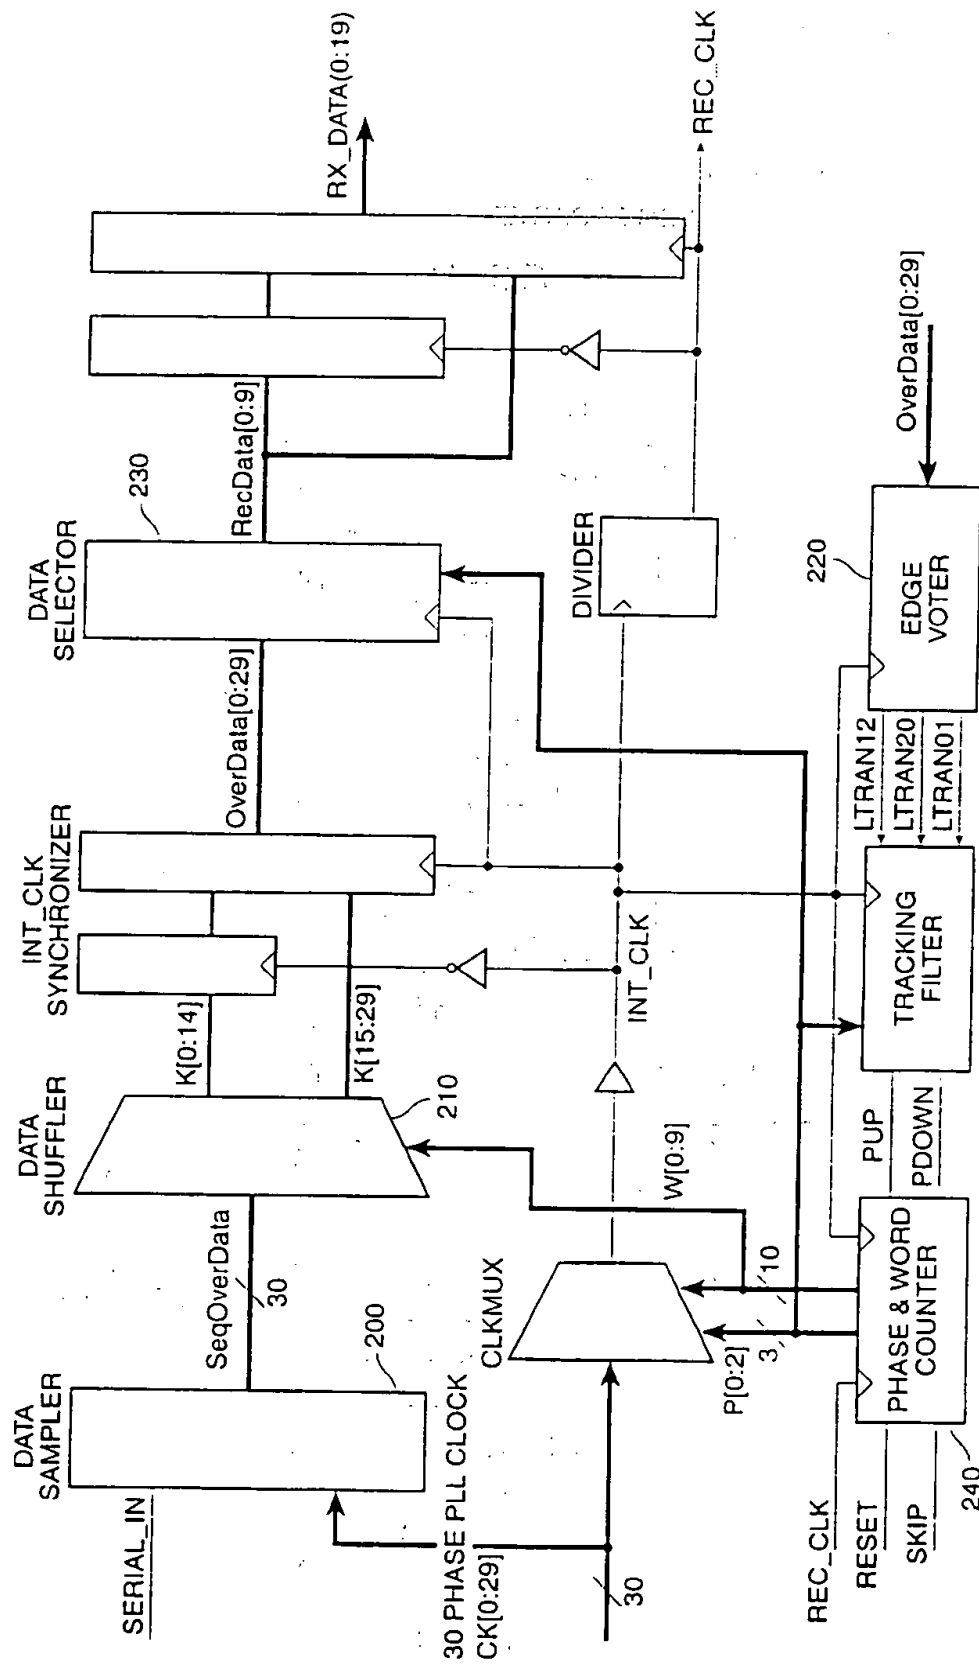 SERIAL_IN
DATA
SAMPLER
200
30 PHASE PLL CLOCK
CK[0:29]
30
SeqOverData
30
DATA
SHUFFLER
210
K[0:14]
K[15:29]
INT_CLK
SYNCHRONIZER
OverData[0:29]
DATA
SELECTOR
230
RecData[0:9]
RX_DATA(0:19)
CLKMUX
W[0:9]
INT_CLK
DIVIDER
REC_CLK
P[0:2]
3
10
REC_CLK
RESET
SKIP
240
PHASE & WORD
COUNTER
PUP
PDOWN
TRACKING
FILTER
LTRAN12
LTRAN20
LTRAN01
220
EDGE
VOTER
OverData[0:29]